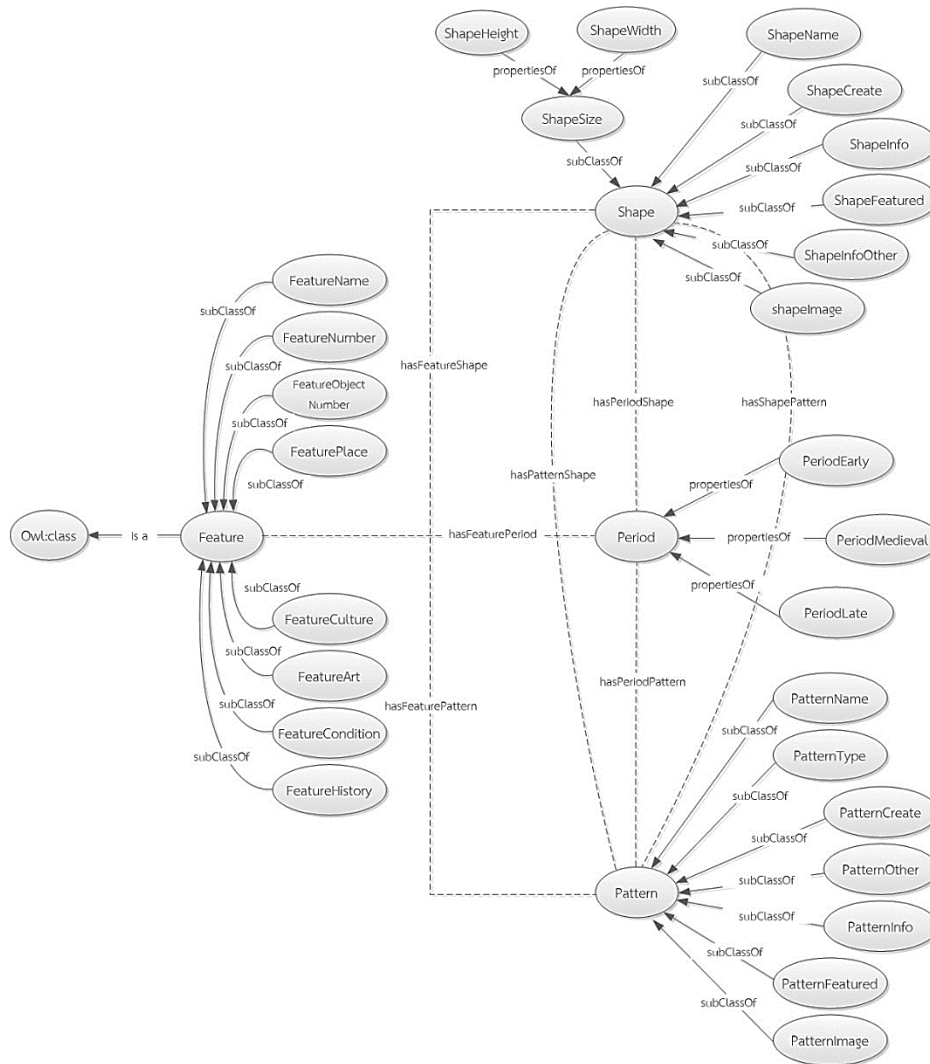 ShapeHeight
ShapeWidth
ShapeName
propertiesOf
propertiesOf
subClassOf
ShapeCreate
ShapeSize
subClassOf
ShapeInfo
subClassOf
subClassOf
ShapeFeatured
Shape
subClassOf
subClassOf
ShapeInfoOther
subClassOf
shapeImage
FeatureName
subClassOf
FeatureNumber
subClassOf
FeatureObject
Number
subClassOf
FeaturePlace
subClassOf
hasFeatureShape
hasPeriodShape
hasShapePattern
hasPatternShape
PeriodEarly
propertiesOf
Owl:class
Is a
Feature
hasFeaturePeriod
Period
propertiesOf
PeriodMedieval
propertiesOf
PeriodLate
subClassOf
FeatureCulture
subClassOf
FeatureArt
subClassOf
FeatureCondition
subClassOf
FeatureHistory
hasFeaturePattern
hasPeriodPattern
PatternName
subClassOf
PatternType
subClassOf
PatternCreate
subClassOf
PatternOther
subClassOf
Pattern
subClassOf
PatternInfo
subClassOf
PatternFeatured
subClassOf
PatternImage